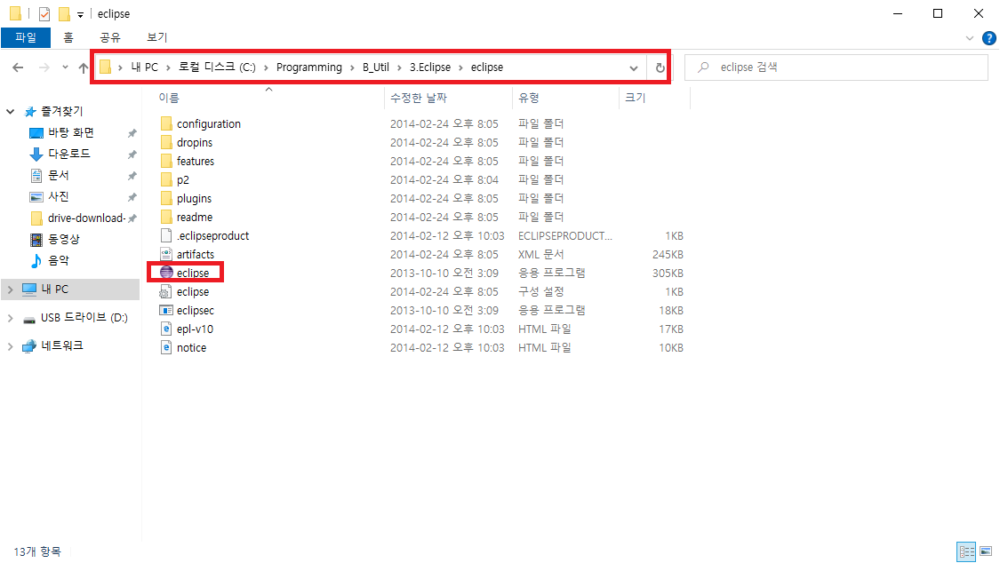 eclipse
파일 홈 공유 보기
내 PC 로컬 디스크 (C:) Programming B_Util 3.Eclipse eclipse
eclipse 검색
이름 수정한 날짜 유형 크기
즐겨찾기
바탕 화면
다운로드
문서
사진
drive-download-
동영상
음악
내 PC
USB 드라이브 (D:)
네트워크
configuration 2014-02-24 오후 8:05 파일 폴더
dropins 2014-02-24 오후 8:05 파일 폴더
features 2014-02-24 오후 8:05 파일 폴더
p2 2014-02-24 오후 8:04 파일 폴더
plugins 2014-02-24 오후 8:05 파일 폴더
readme 2014-02-24 오후 8:05 파일 폴더
.eclipseproduct 2014-02-12 오후 10:03 ECLIPSEPRODUCT... 1KB
artifacts 2014-02-24 오후 8:05 XML 문서 245KB
eclipse 2013-10-10 오전 3:09 응용 프로그램 305KB
eclipse 2014-02-24 오후 8:05 구성 설정 1KB
eclipsec 2013-10-10 오전 3:09 응용 프로그램 18KB
epl-v10 2014-02-12 오후 10:03 HTML 파일 17KB
notice 2014-02-12 오후 10:03 HTML 파일 10KB
13개 항목